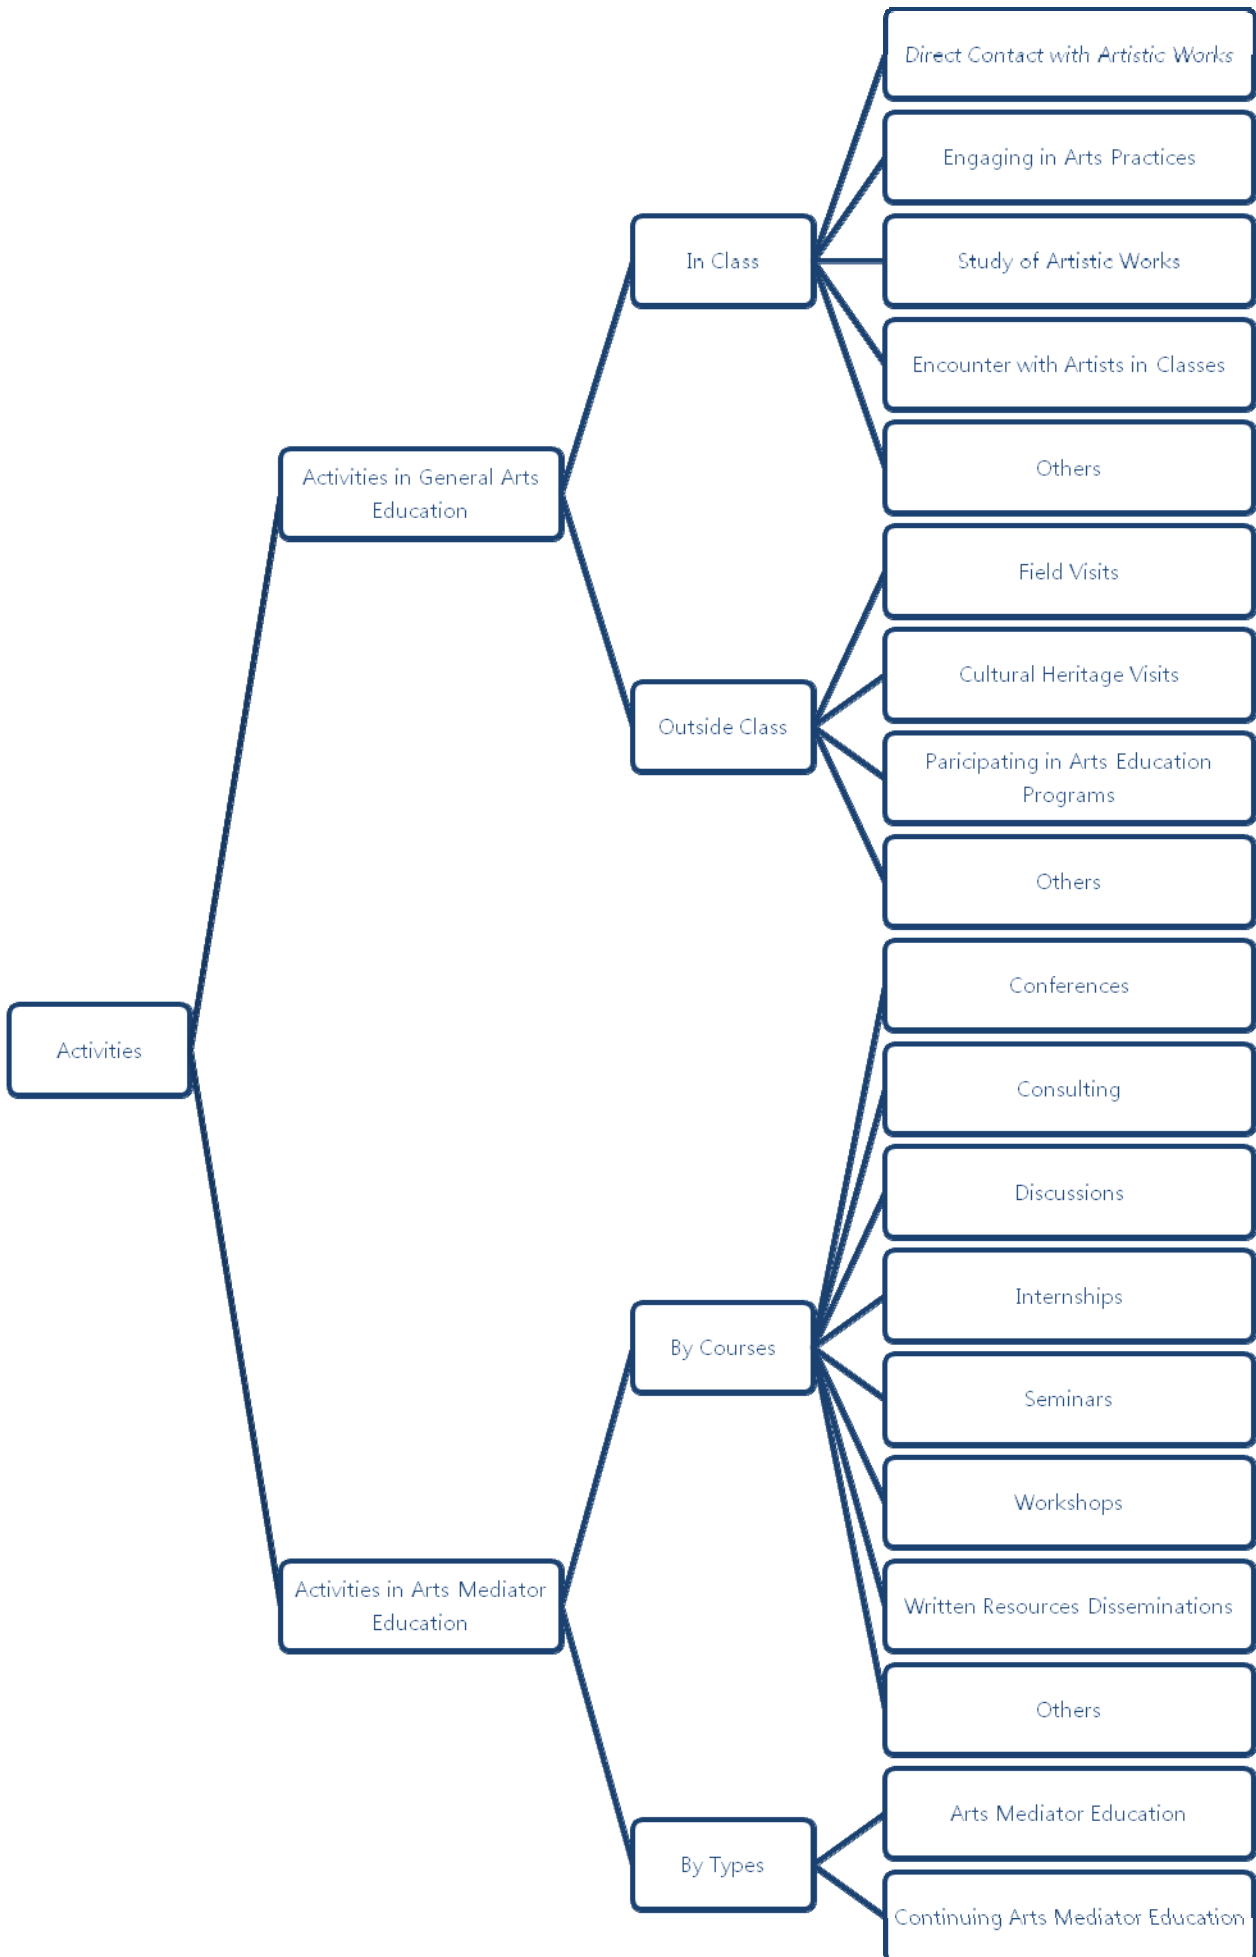 Direct Contact with Artistic Works
Engaging in Arts Practices
In Class
Study of Artistic Works
Encounter with Artists in Classes
Activities in General Arts
Education
Others
Field Visits
Cultural Heritage Visits
Outside Class
Paricipating in Arts Education
Programs
Others
Conferences
Activities
Consulting
Discussions
Internships
By Courses
Seminars
Workshops
Activities in Arts Mediator
Education
Written Resources Disseminations
Others
Arts Mediator Education
By Types
Continuing Arts Mediator Education